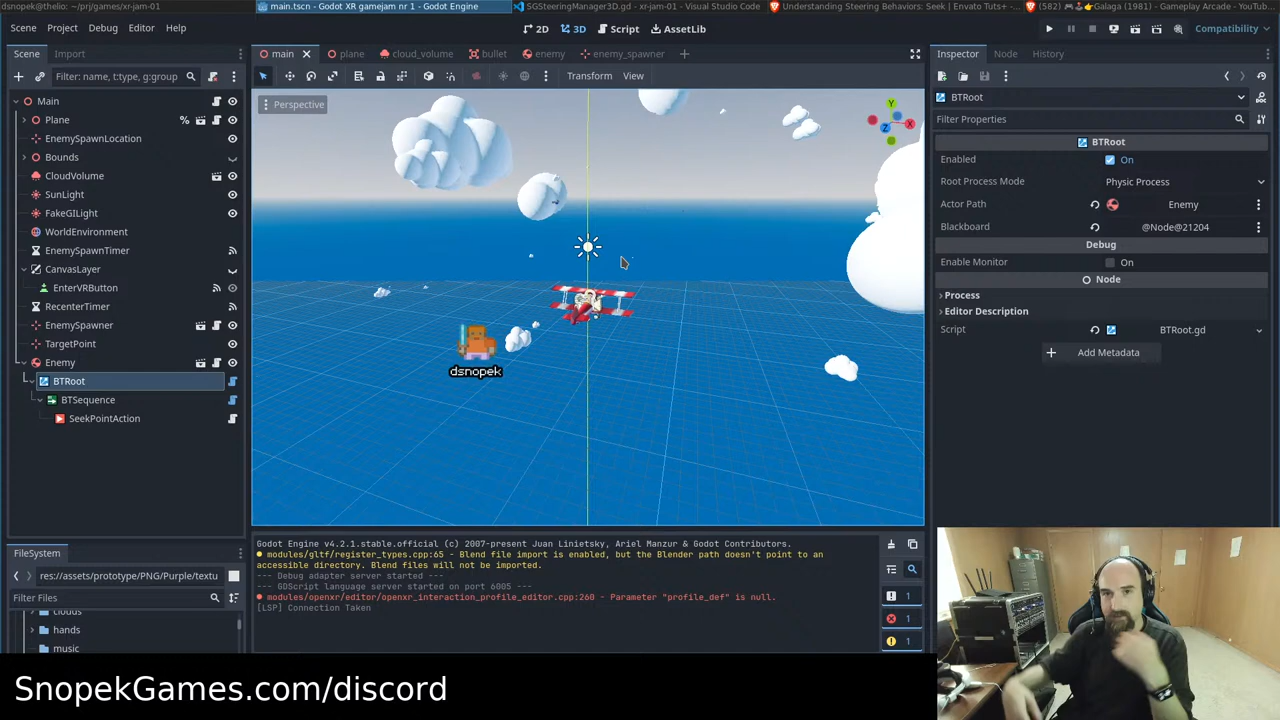 dsnopek@thelio: ~/prj/games/xr-jam-01
main.tscn - Godot XR gamejam nr 1 - Godot Engine
SGSteeringManager3D.gd - xr-jam-01 - Visual Studio Code
Understanding Steering Behaviors: Seek | Envato Tuts+ -...
(582) Galaga (1981) - Gameplay Arcade - YouTub...
Scene Project Debug Editor Help
2D 3D Script AssetLib
Compatibility
Scene Import
main plane cloud_volume bullet enemy enemy_spawner
Inspector Node History
Filter: name, t:type, g:group
Transform View
Perspective
Y
X
Z
Main
Plane
EnemySpawnLocation
Bounds
CloudVolume
SunLight
FakeGILight
WorldEnvironment
EnemySpawnTimer
CanvasLayer
EnterVRButton
RecenterTimer
EnemySpawner
TargetPoint
Enemy
BTRoot
BTSequence
SeekPointAction
dsnopek
BTRoot
Filter Properties
BTRoot
Enabled On
Root Process Mode Physic Process
Actor Path Enemy
Blackboard @Node@21204
Debug
Enable Monitor On
Node
Process
Editor Description
Script BTRoot.gd
Add Metadata
FileSystem
res://assets/prototype/PNG/Purple/textu
Filter Files
clouds
hands
music
Godot Engine v4.2.1.stable.official (c) 2007-present Juan Linietsky, Ariel Manzur & Godot Contributors.
modules/gltf/register_types.cpp:65 - Blend file import is enabled, but the Blender path doesn't point to an
accessible directory. Blend files will not be imported.
--- Debug adapter server started ---
--- GDScript language server started on port 6005 ---
modules/openxr/editor/openxr_interaction_profile_editor.cpp:260 - Parameter "profile_def" is null.
[LSP] Connection Taken
1
1
1
SnopekGames.com/discord